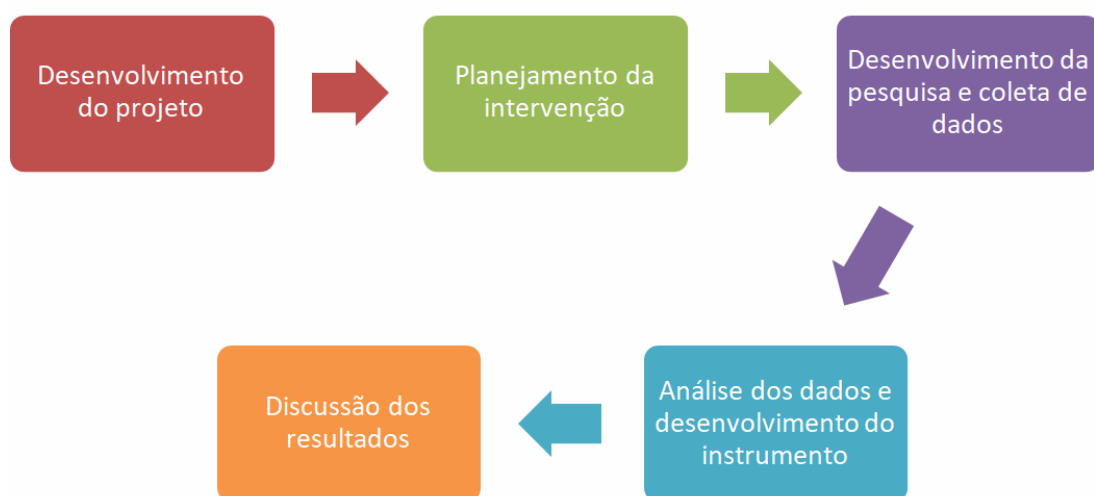 Desenvolvimento
do projeto
Planejamento da
intervenção
Desenvolvimento da
pesquisa e coleta de
dados
Análise dos dados e
desenvolvimento do
instrumento
Discussão dos
resultados